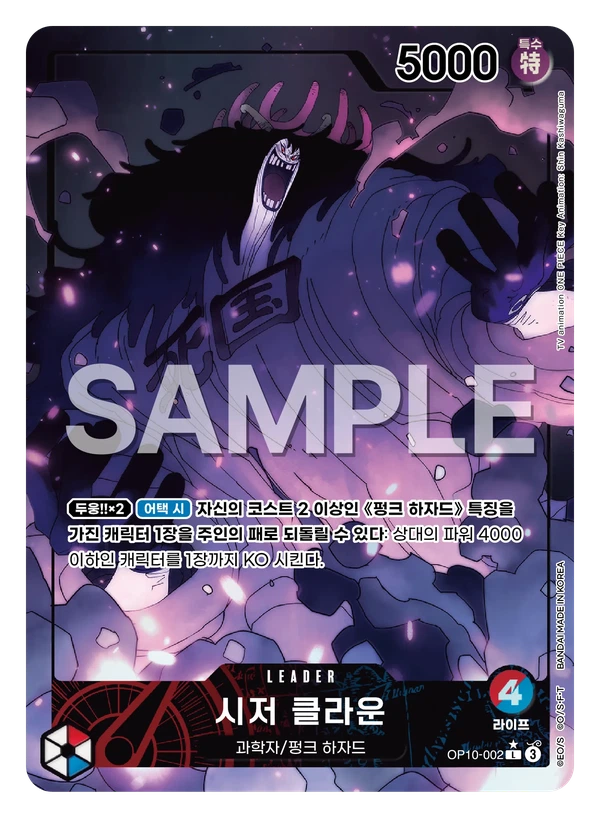 5000
특수
特
TV animation ONE PIECE Key Animation: Shin Kashiwaguma
国
SAMPLE
두웅!!×2 어택 시 자신의 코스트 2 이상인 《펑크 하자드》 특징을
가진 캐릭터 1장을 주인의 패로 되돌릴 수 있다: 상대의 파워 4000
이하인 캐릭터를 1장까지 KO 시킨다.
©E.O/S ©O/S·F·T BANDAI MADE IN KOREA
LEADER
시저 클라운
4
라이프
과학자/펑크 하자드
OP10-002 ★ L 3